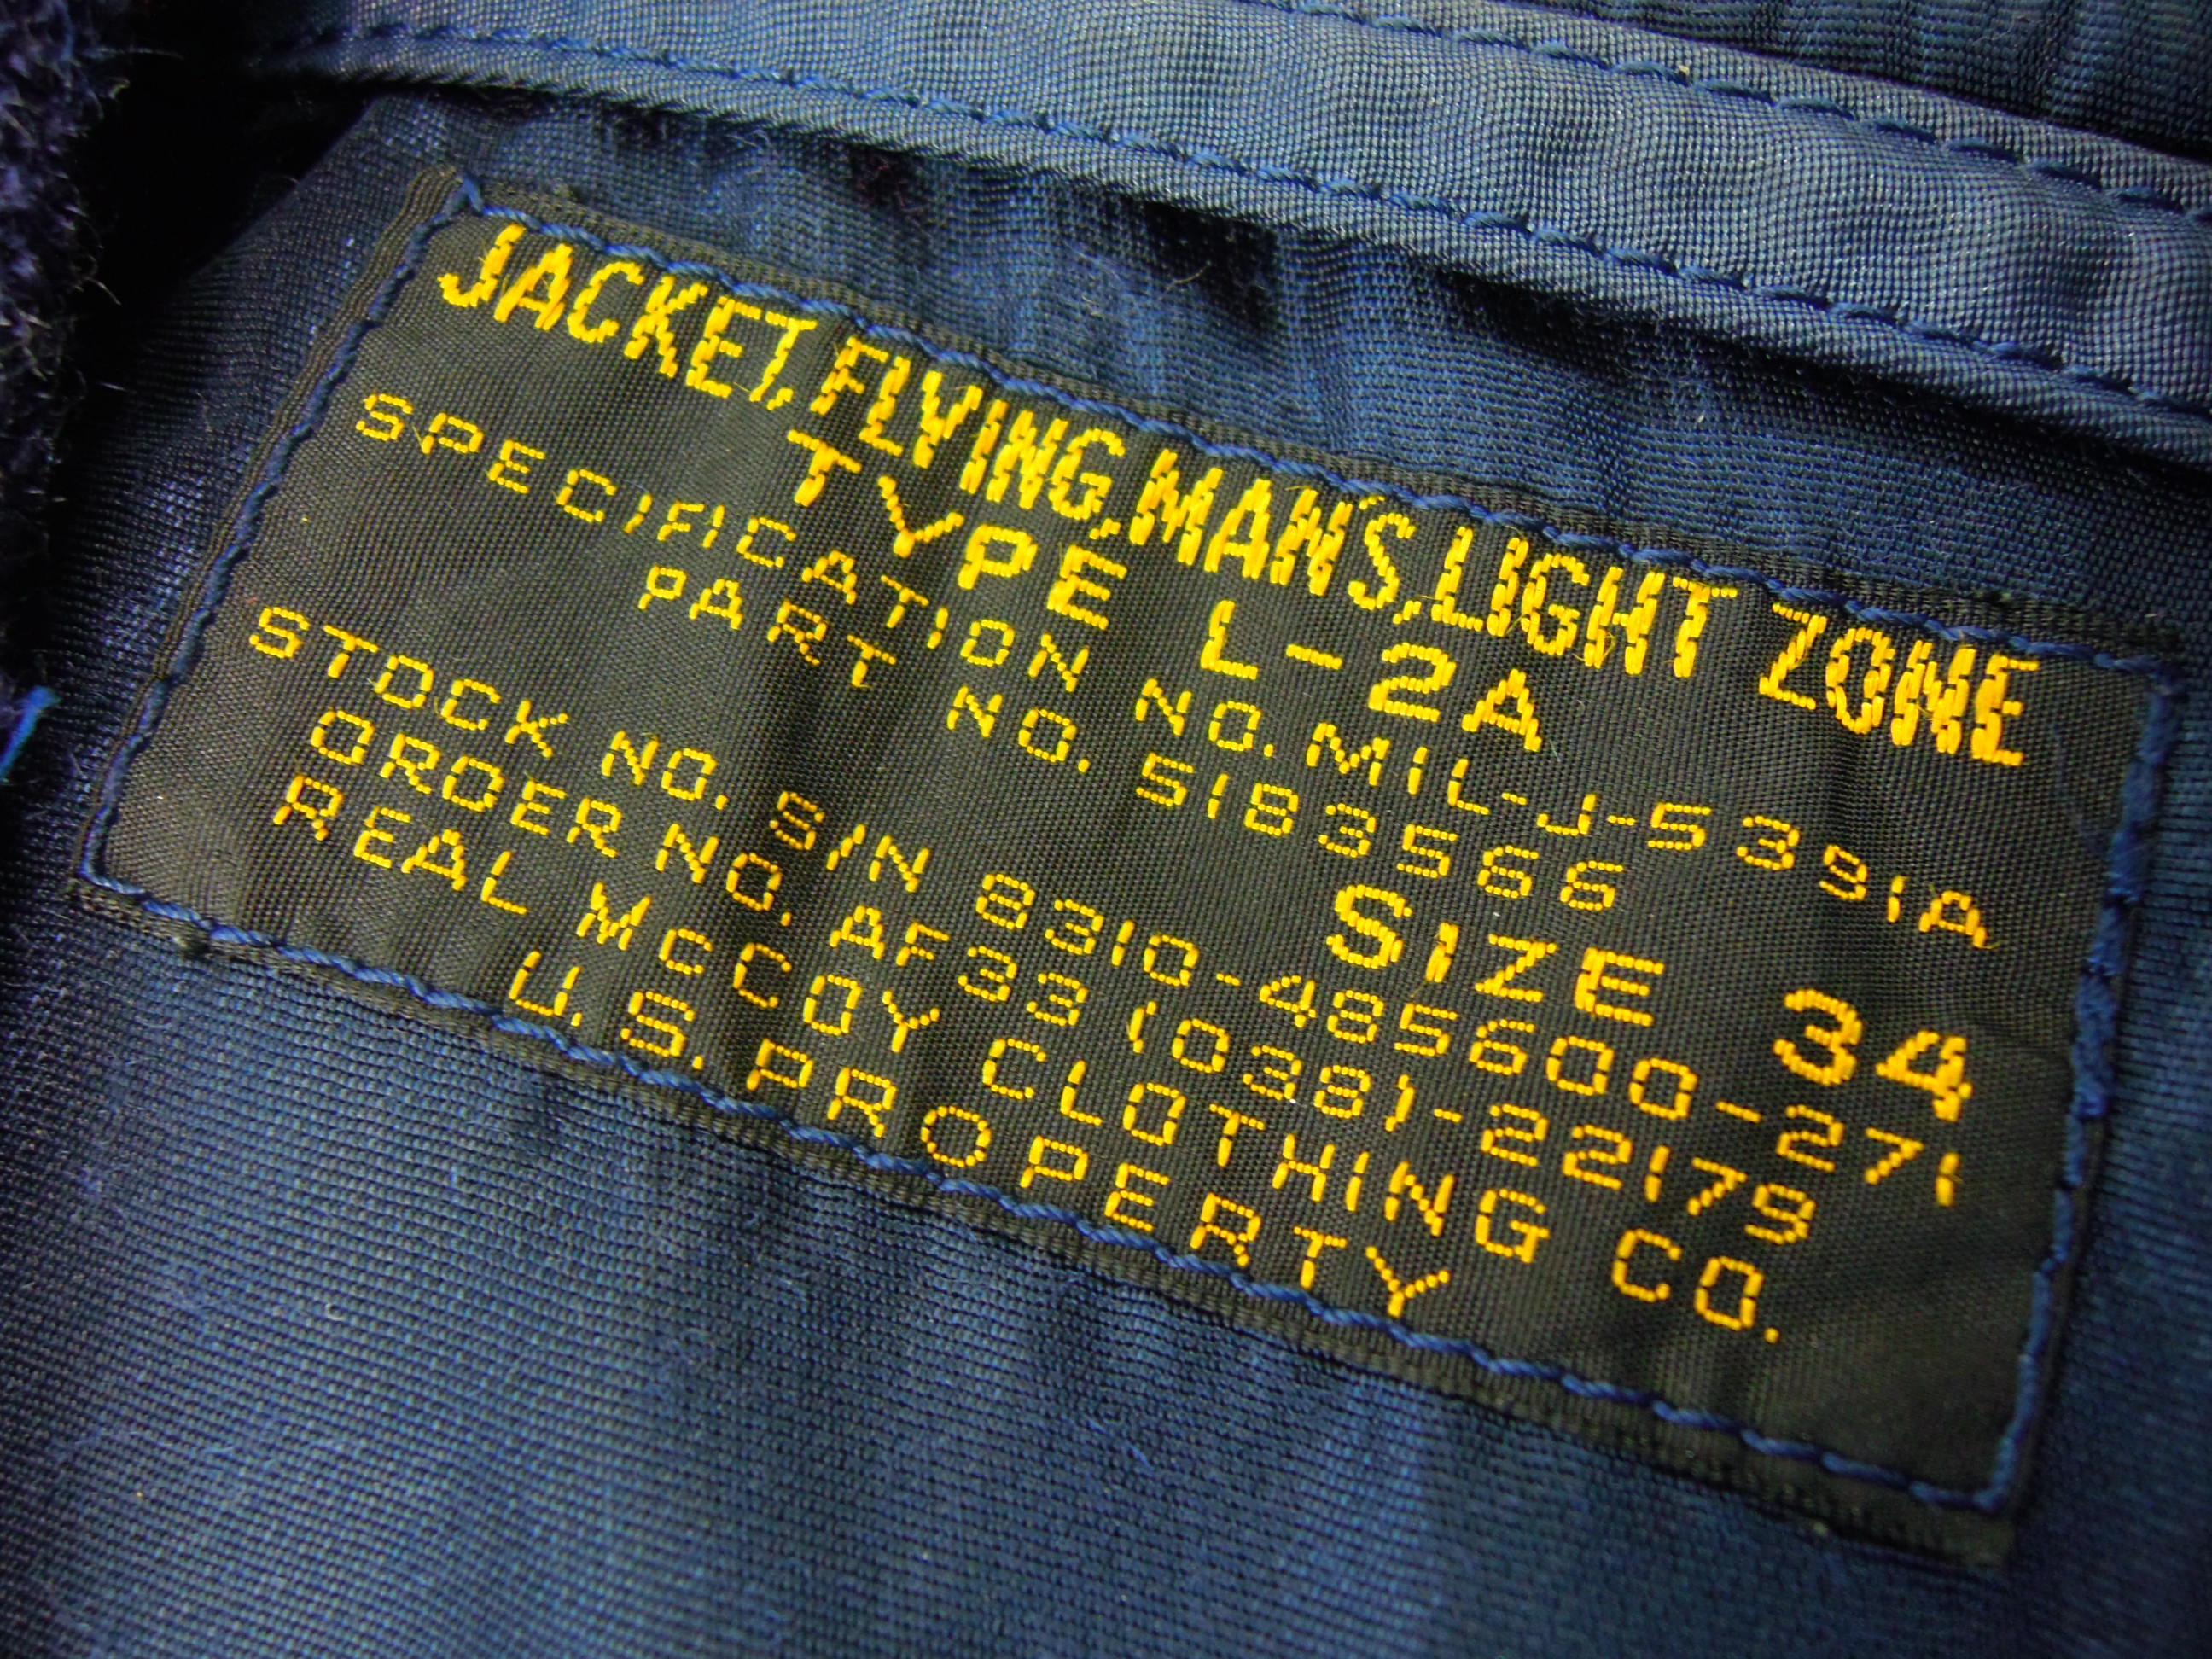 JACKET, FLYING, MAN'S, LIGHT ZONE
TYPE L-2A
SPECIFICATION NO. MIL-J-5391A
PART NO. 5183566
SIZE 34
STOCK NO. S/N 8310-485600-271
ORDER NO. AF33 (038)-22179
REAL McCOY CLOTHING CO.
U.S. PROPERTY